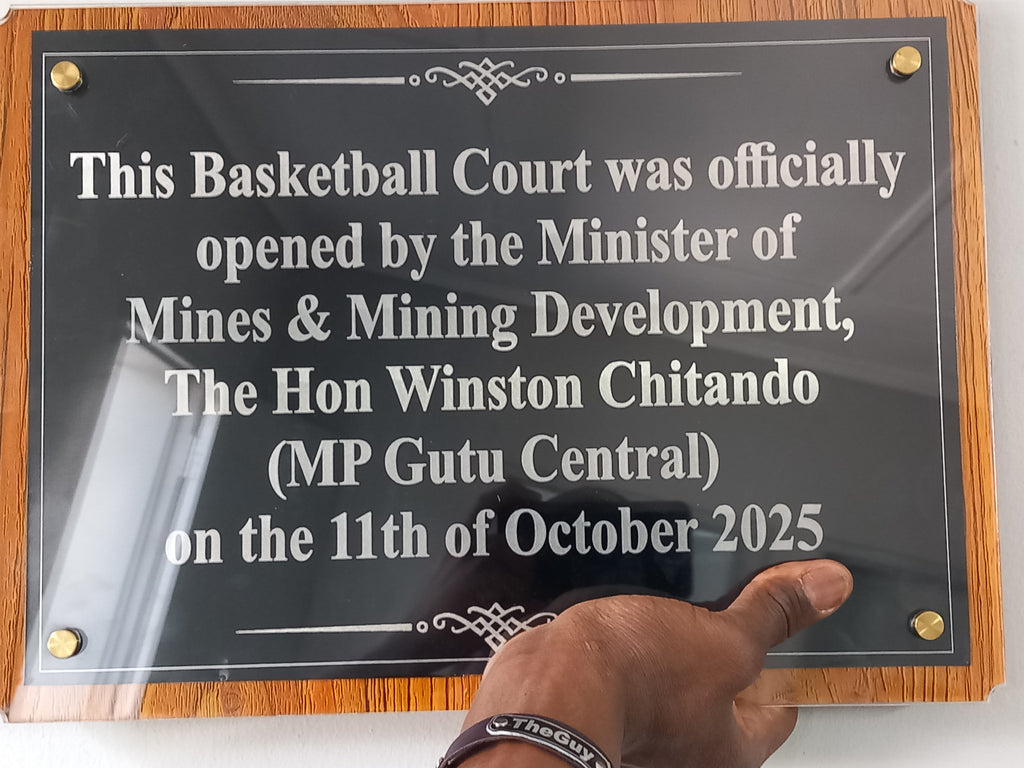 This Basketball Court was officially
opened by the Minister of
Mines & Mining Development,
The Hon Winston Chitando
(MP Gutu Central)
on the 11th of October 2025
TheGuy